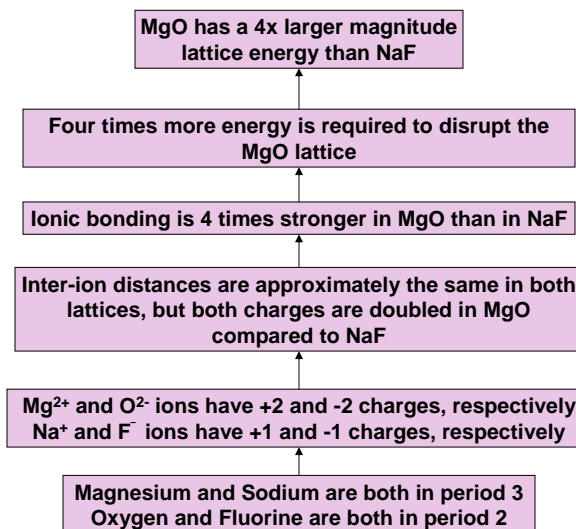 MgO has a 4x larger magnitude
lattice energy than NaF
Four times more energy is required to disrupt the
MgO lattice
Ionic bonding is 4 times stronger in MgO than in NaF
Inter-ion distances are approximately the same in both
lattices, but both charges are doubled in MgO
compared to NaF
Mg²⁺ and O²⁻ ions have +2 and -2 charges, respectively
Na⁺ and F⁻ ions have +1 and -1 charges, respectively
Magnesium and Sodium are both in period 3
Oxygen and Fluorine are both in period 2